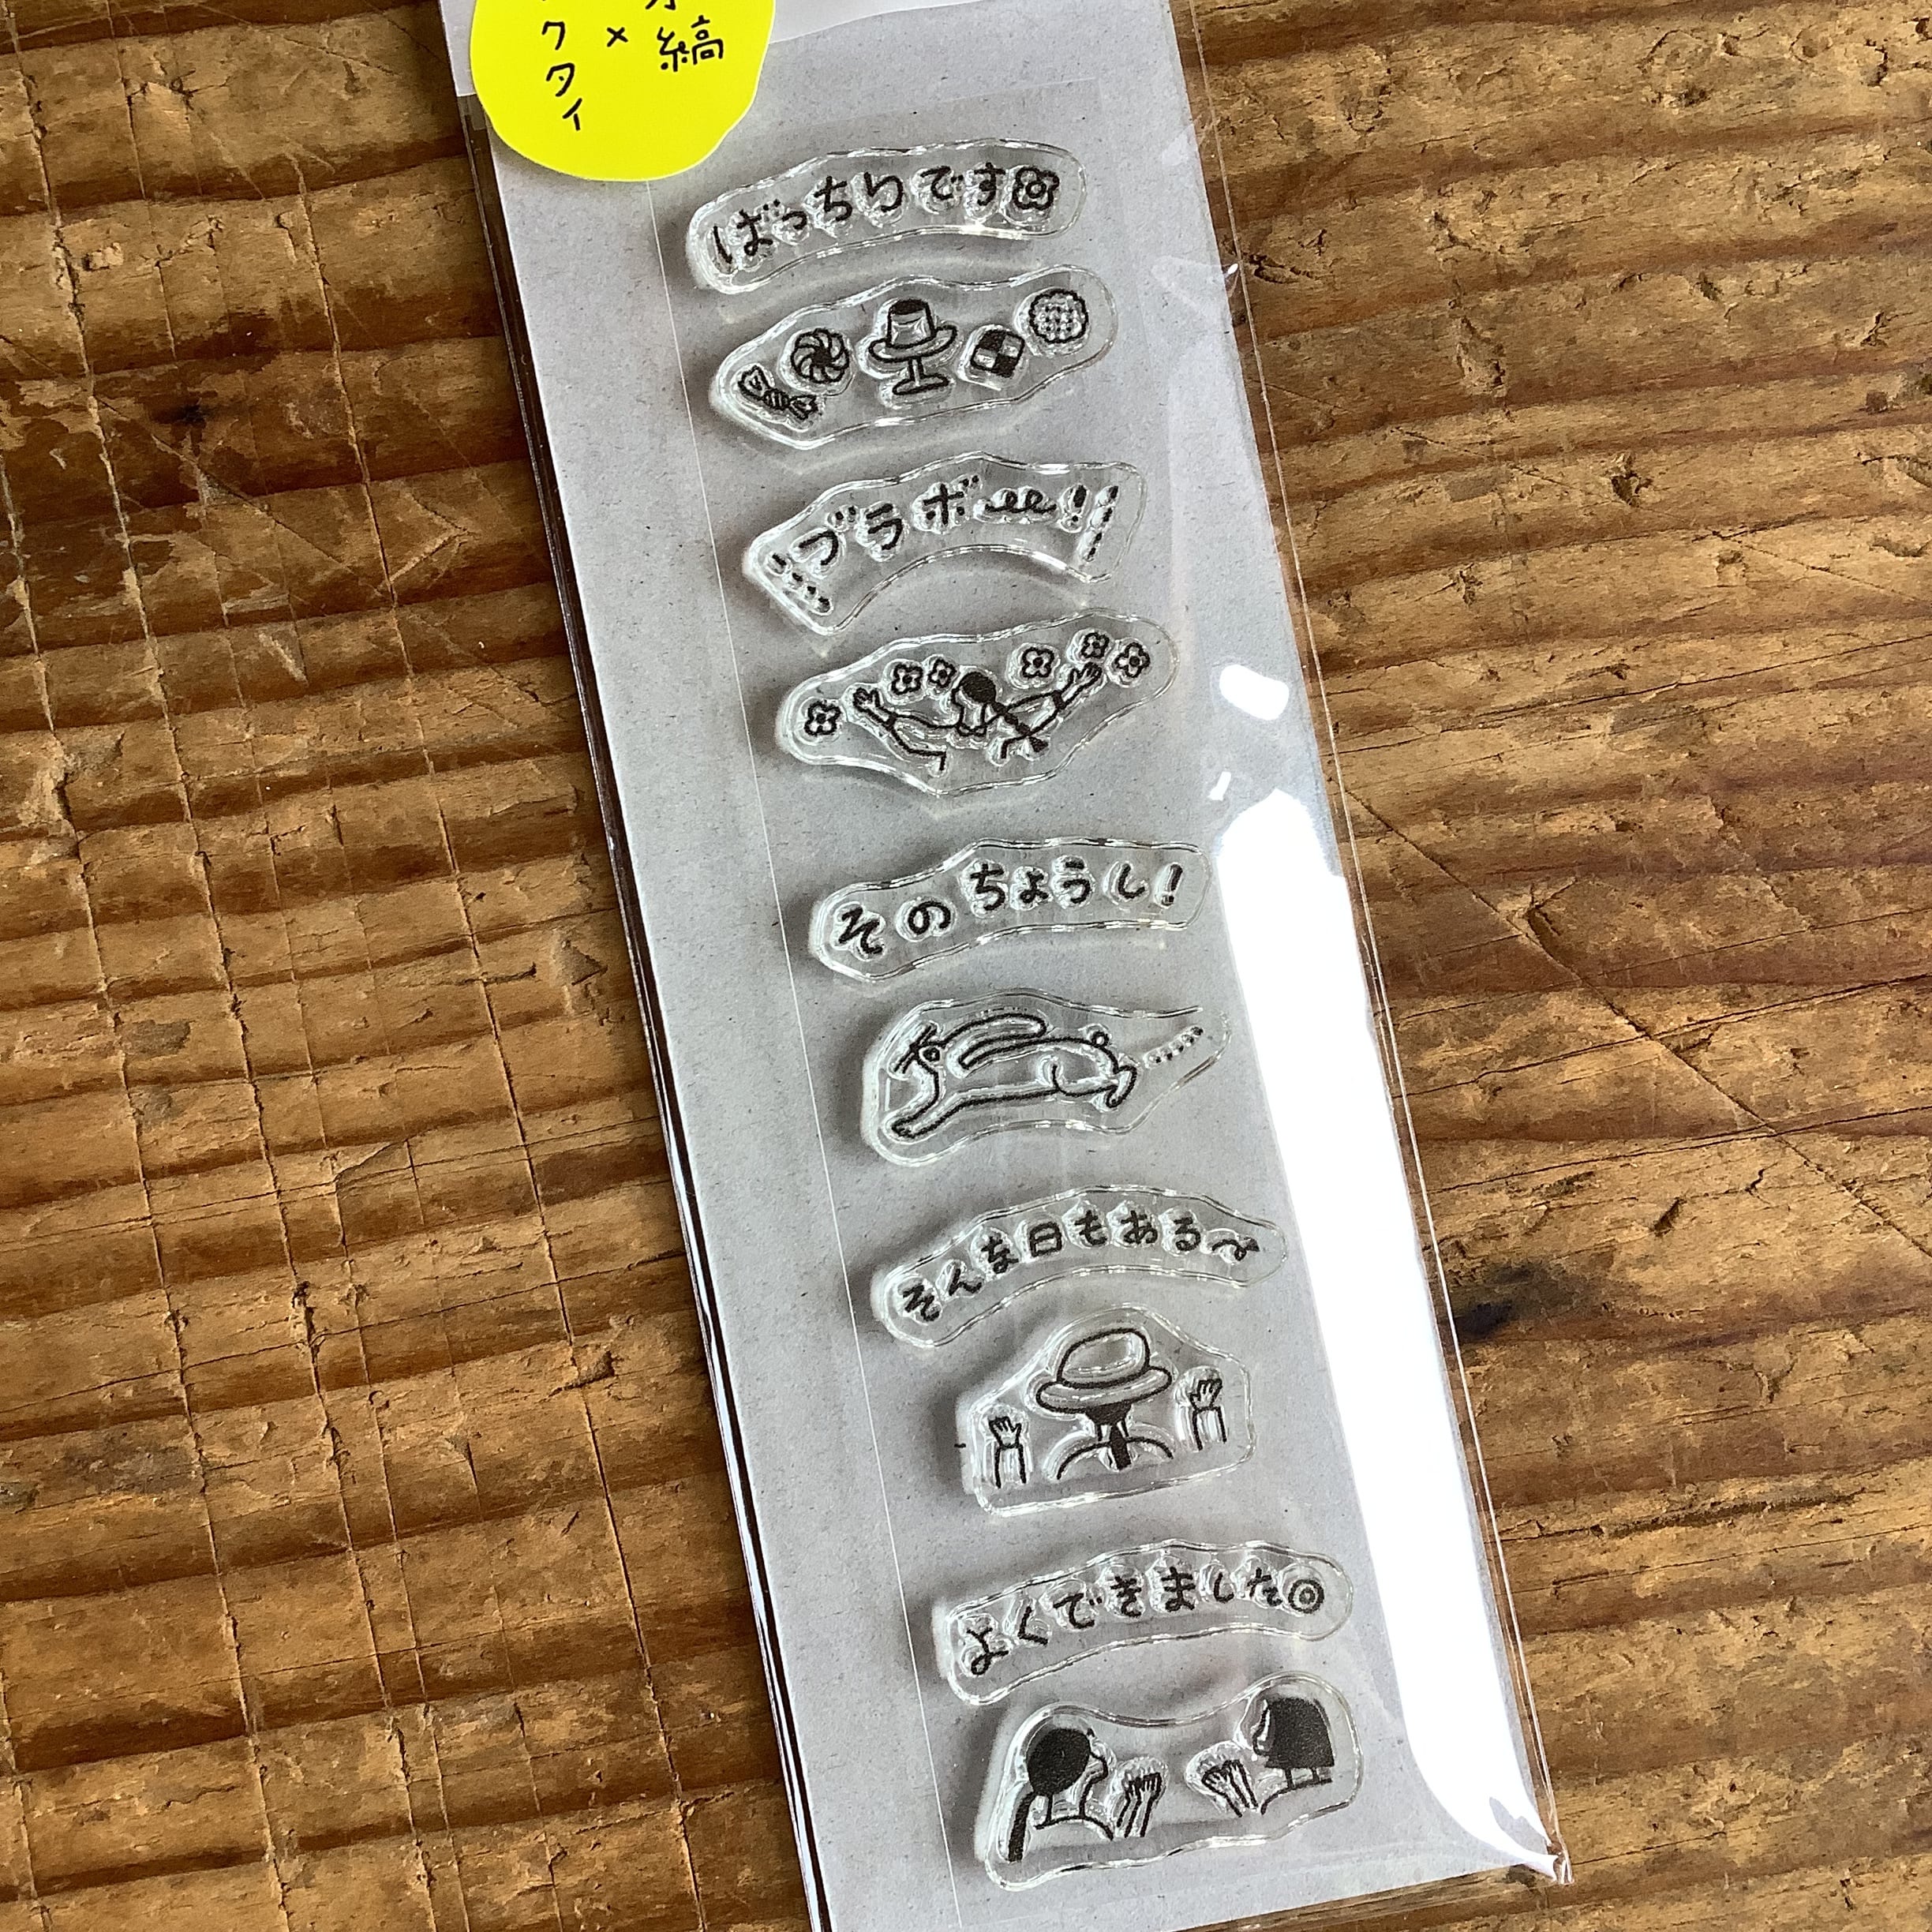 縞
×
クタイ
ばっちりです
ブラボー!
そのちょうし!
そんな日もある〜
よくできました◎